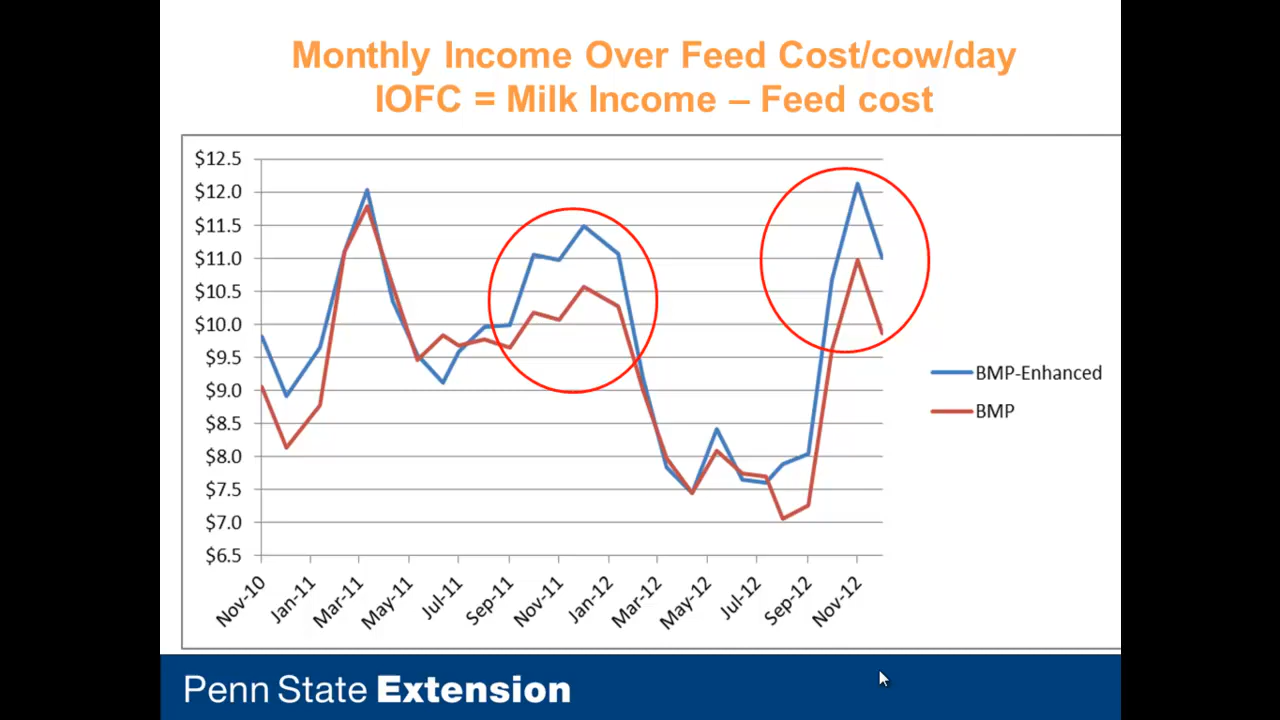 Monthly Income Over Feed Cost/cow/day
IOFC = Milk Income – Feed cost
$12.5
$12.0
$11.5
$11.0
$10.5
$10.0
$9.5
$9.0
$8.5
$8.0
$7.5
$7.0
$6.5
Nov-10
Jan-11
Mar-11
May-11
Jul-11
Sep-11
Nov-11
Jan-12
Mar-12
May-12
Jul-12
Sep-12
Nov-12
BMP-Enhanced
BMP
Penn State Extension